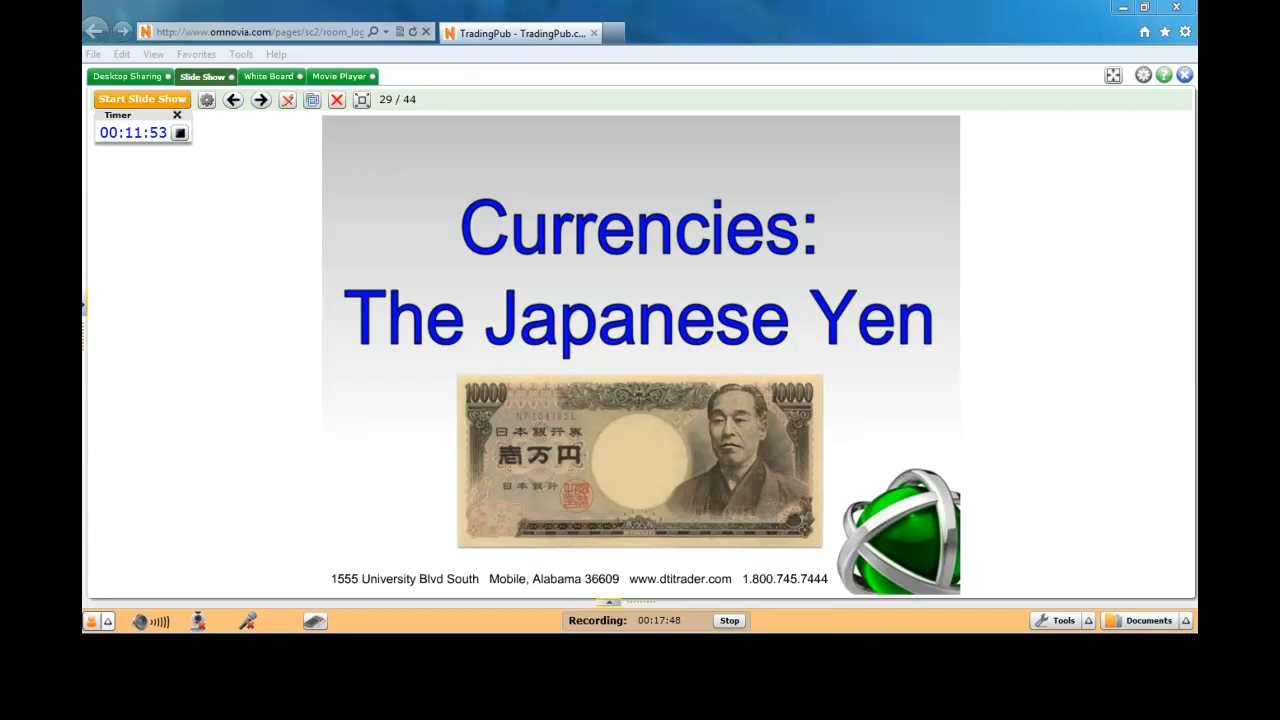 http://www.omnovia.com/pages/sc2/room_log
TradingPub - TradingPub.c...
File Edit View Favorites Tools Help
Desktop Sharing Slide Show White Board Movie Player
Start Slide Show 29 / 44
Timer
00:11:53
Currencies:
The Japanese Yen
10000 10000
日本銀行券
壱万円
日本銀行
1555 University Blvd South Mobile, Alabama 36609 www.dtitrader.com 1.800.745.7444
Recording: 00:17:48 Stop Tools Documents